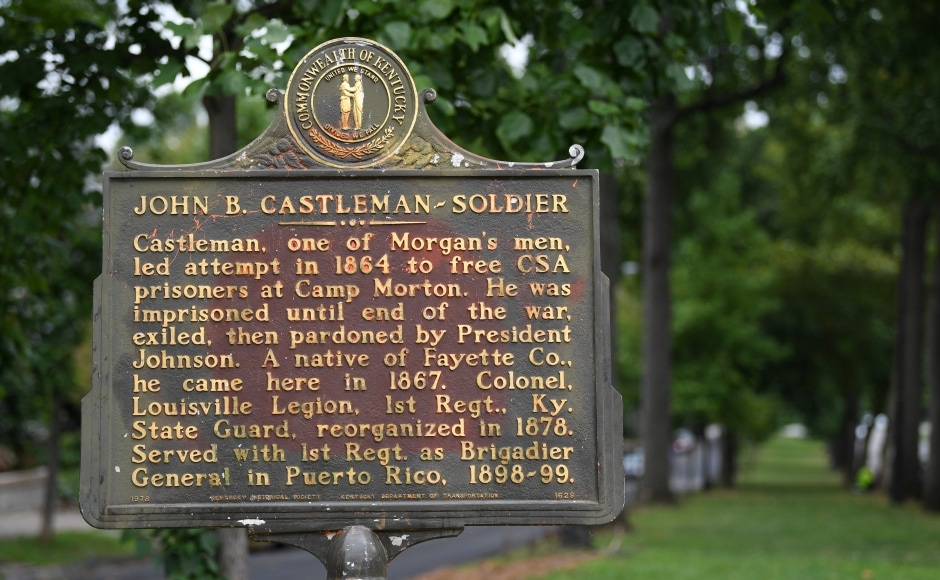 COMMONWEALTH OF KENTUCKY
UNITED WE STAND
DIVIDED WE FALL
JOHN B. CASTLEMAN~SOLDIER
Castleman, one of Morgan's men,
led attempt in 1864 to free CSA
prisoners at Camp Morton. He was
imprisoned until end of the war,
exiled, then pardoned by President
Johnson. A native of Fayette Co.,
he came here in 1867. Colonel,
Louisville Legion, 1st Regt., Ky.
State Guard, reorganized in 1878.
Served with 1st Regt. as Brigadier
General in Puerto Rico, 1898-99.
1978 KENTUCKY HISTORICAL SOCIETY KENTUCKY DEPARTMENT OF TRANSPORTATION 1629